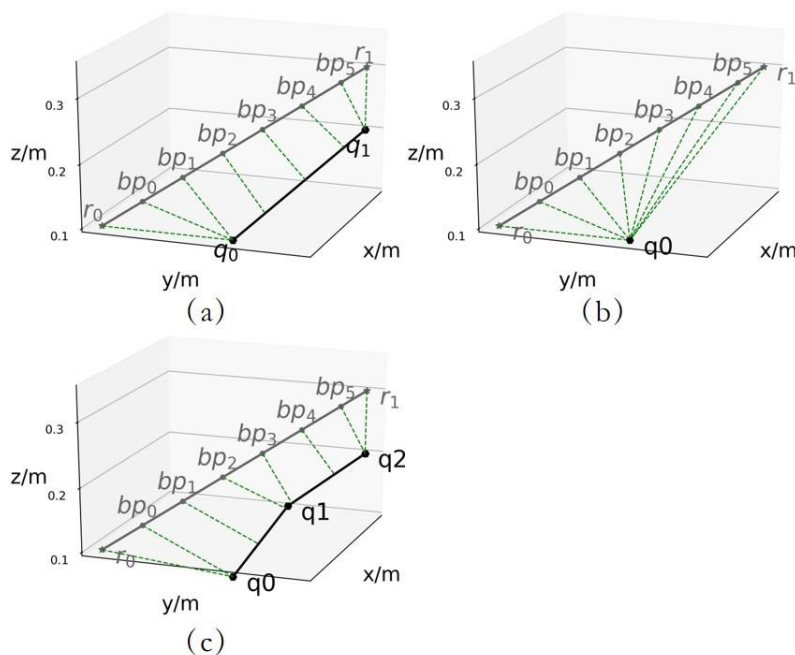 r₁
bp₅
bp₄
bp₃
bp₂
bp₁
bp₀
r₀
q₁
q₀
0.3
0.2
0.1
z/m
y/m
x/m
(a)
r₁
bp₅
bp₄
bp₃
bp₂
bp₁
bp₀
r₀
q0
0.3
0.2
0.1
z/m
y/m
x/m
(b)
r₁
bp₅
bp₄
bp₃
bp₂
bp₁
bp₀
r₀
q2
q1
q0
0.3
0.2
0.1
z/m
y/m
x/m
(c)